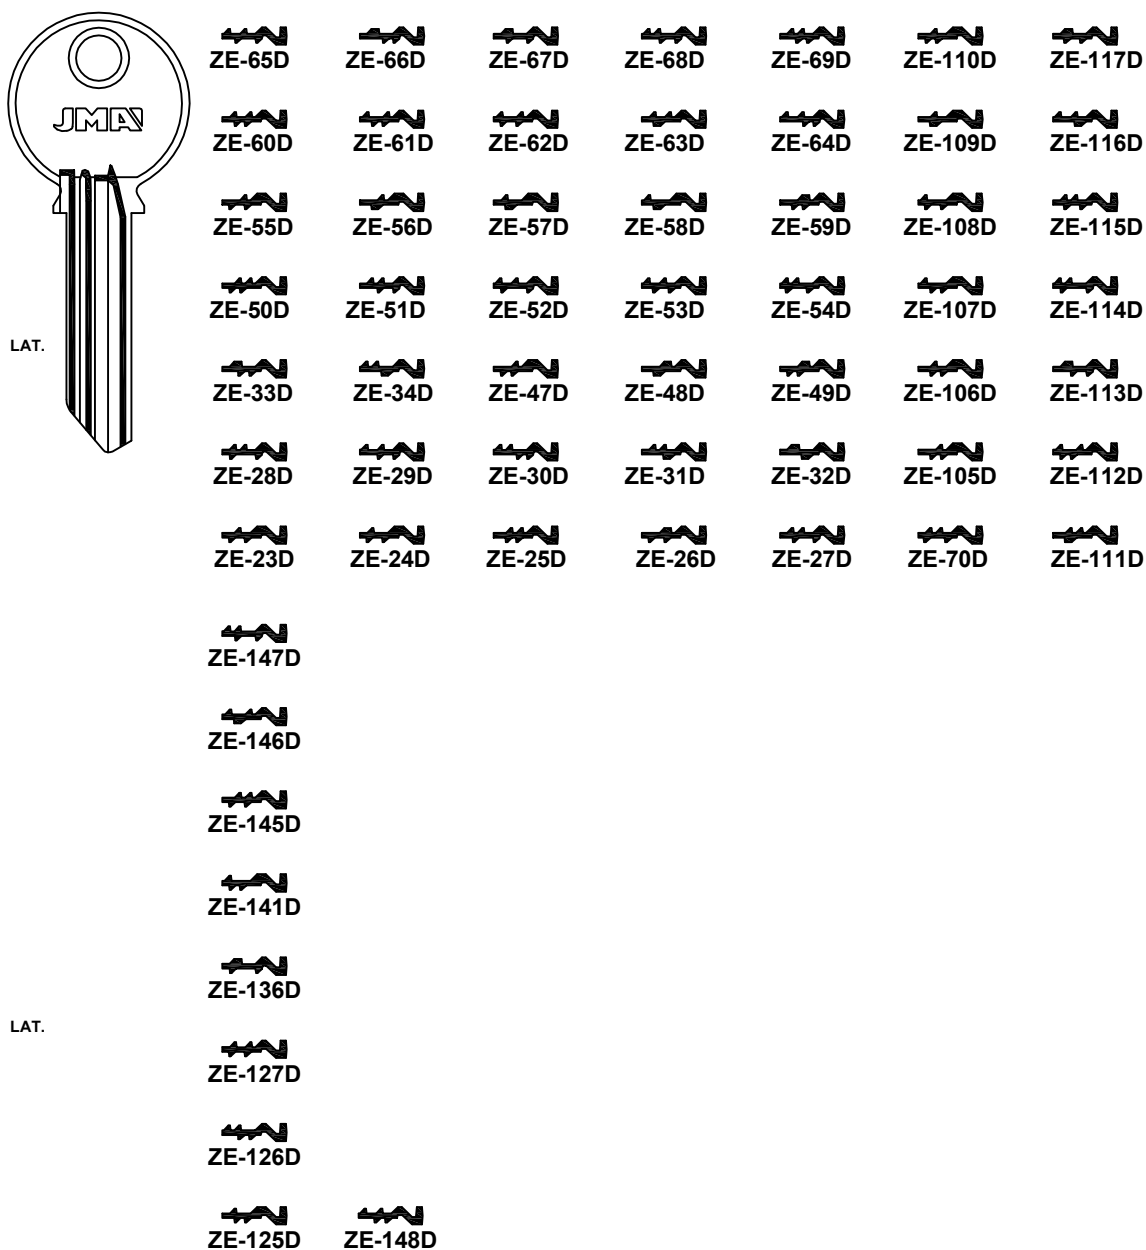 ZE-65D ZE-66D ZE-67D ZE-68D ZE-69D ZE-110D ZE-117D
JMA
ZE-60D ZE-61D ZE-62D ZE-63D ZE-64D ZE-109D ZE-116D
ZE-55D ZE-56D ZE-57D ZE-58D ZE-59D ZE-108D ZE-115D
ZE-50D ZE-51D ZE-52D ZE-53D ZE-54D ZE-107D ZE-114D
LAT.
ZE-33D ZE-34D ZE-47D ZE-48D ZE-49D ZE-106D ZE-113D
ZE-28D ZE-29D ZE-30D ZE-31D ZE-32D ZE-105D ZE-112D
ZE-23D ZE-24D ZE-25D ZE-26D ZE-27D ZE-70D ZE-111D
ZE-147D
ZE-146D
ZE-145D
ZE-141D
ZE-136D
LAT.
ZE-127D
ZE-126D
ZE-125D ZE-148D